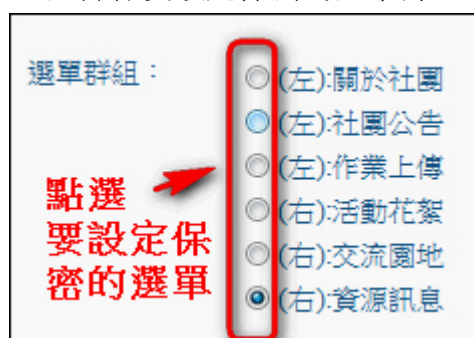 選單群組：
(左):關於社團
(左):社團公告
(左):作業上傳
(右):活動花絮
(右):交流園地
(右):資源訊息
點選
要設定保
密的選單